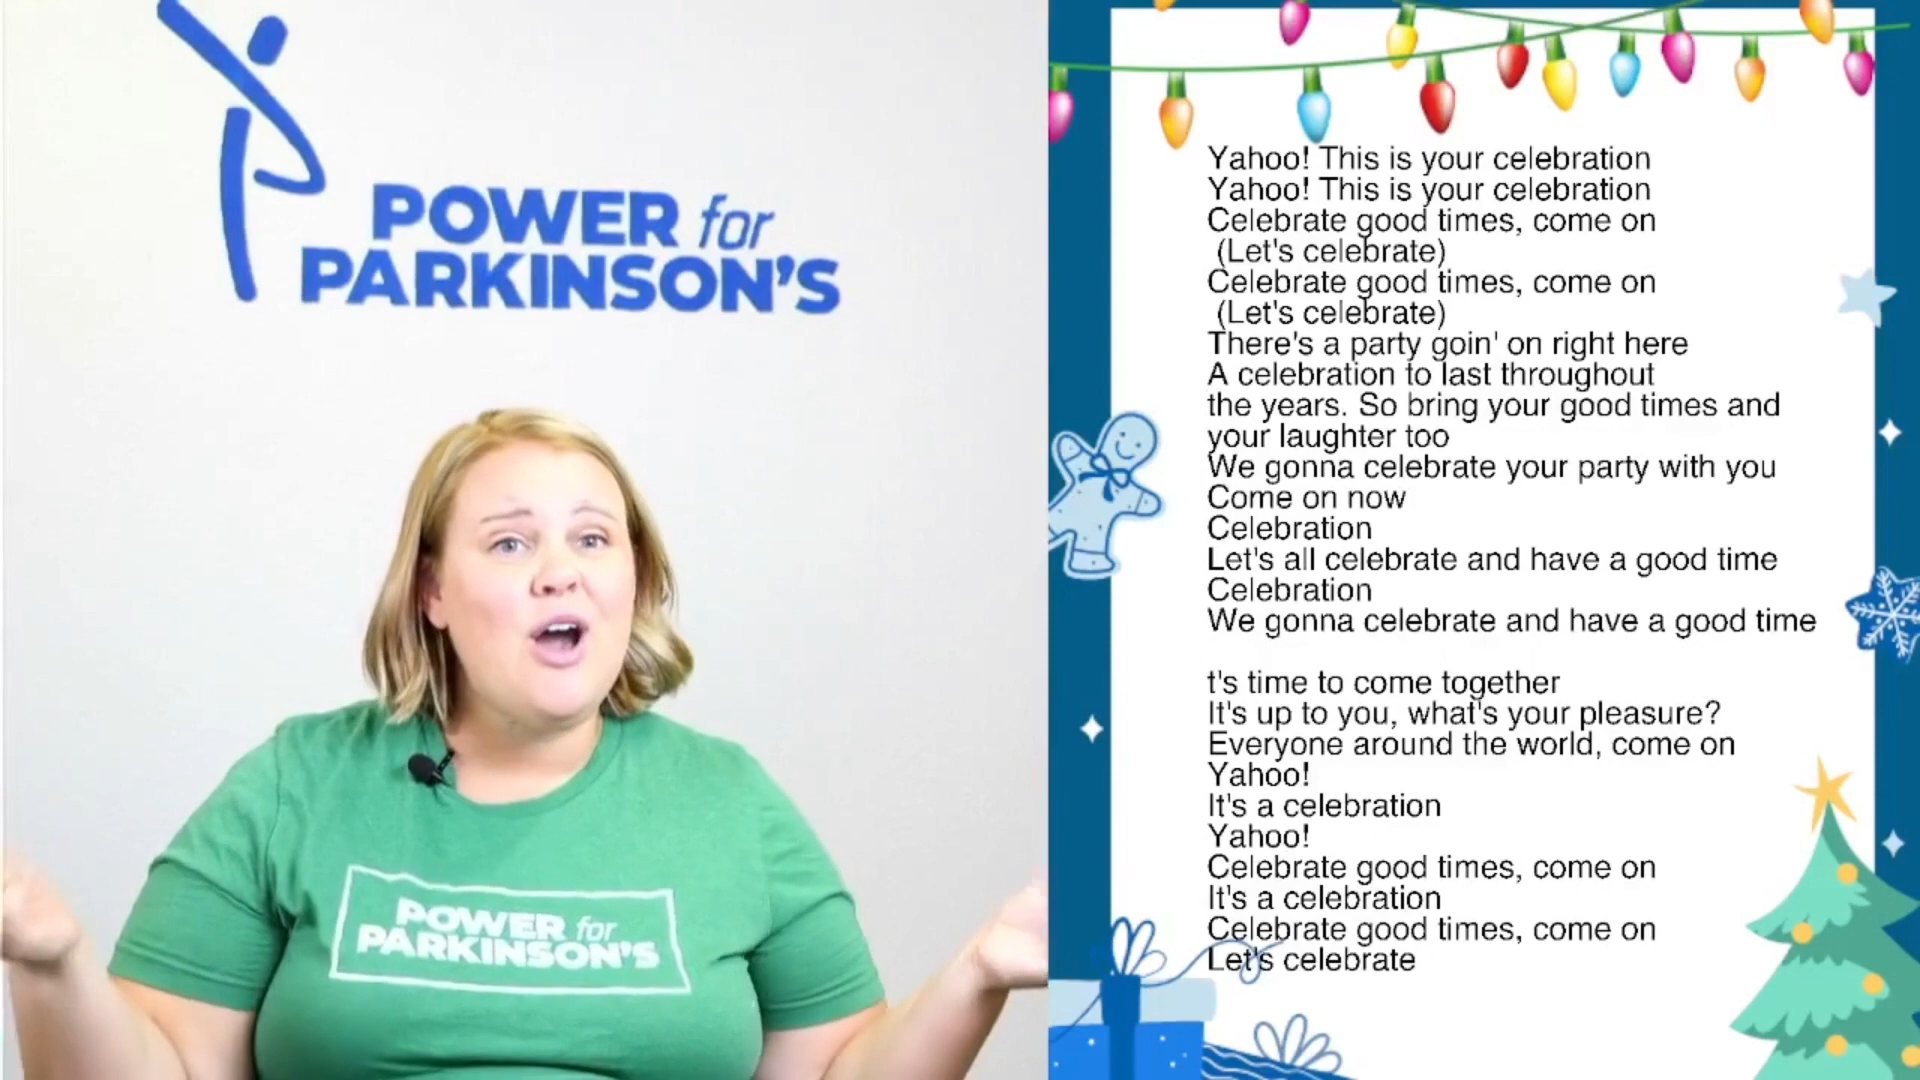 POWER for
PARKINSON'S
POWER for
PARKINSON'S
Yahoo! This is your celebration
Yahoo! This is your celebration
Celebrate good times, come on
(Let's celebrate)
Celebrate good times, come on
(Let's celebrate)
There's a party goin' on right here
A celebration to last throughout
the years. So bring your good times and
your laughter too
We gonna celebrate your party with you
Come on now
Celebration
Let's all celebrate and have a good time
Celebration
We gonna celebrate and have a good time
t's time to come together
It's up to you, what's your pleasure?
Everyone around the world, come on
Yahoo!
It's a celebration
Yahoo!
Celebrate good times, come on
It's a celebration
Celebrate good times, come on
Let's celebrate